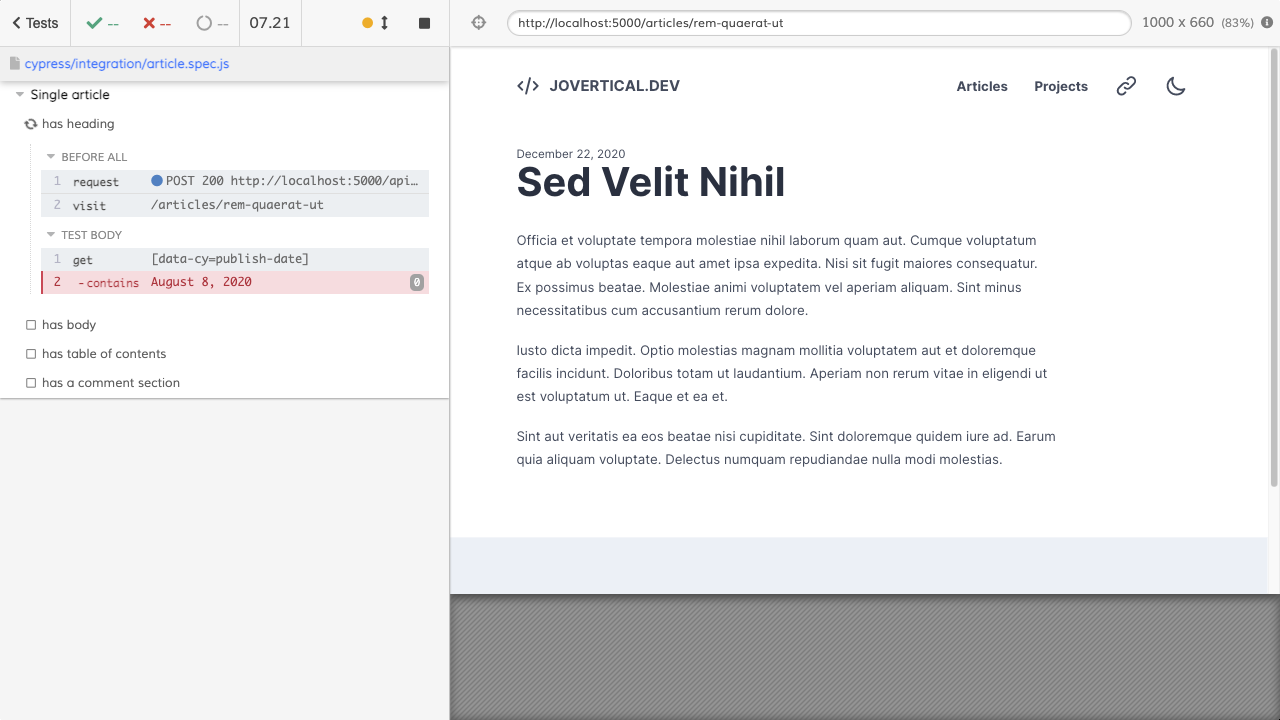 Tests
--
--
--
07.21
http://localhost:5000/articles/rem-quaerat-ut
1000 x 660 (83%)
cypress/integration/article.spec.js
Single article
has heading
BEFORE ALL
1 request POST 200 http://localhost:5000/api…
2 visit /articles/rem-quaerat-ut
TEST BODY
1 get [data-cy=publish-date]
2 -contains August 8, 2020 0
has body
has table of contents
has a comment section
</> JOVERTICAL.DEV
Articles
Projects
December 22, 2020
Sed Velit Nihil
Officia et voluptate tempora molestiae nihil laborum quam aut. Cumque voluptatum
atque ab voluptas eaque aut amet ipsa expedita. Nisi sit fugit maiores consequatur.
Ex possimus beatae. Molestiae animi voluptatem vel aperiam aliquam. Sint minus
necessitatibus cum accusantium rerum dolore.
Iusto dicta impedit. Optio molestias magnam mollitia voluptatem aut et doloremque
facilis incidunt. Doloribus totam ut laudantium. Aperiam non rerum vitae in eligendi ut
est voluptatum ut. Eaque et ea et.
Sint aut veritatis ea eos beatae nisi cupiditate. Sint doloremque quidem iure ad. Earum
quia aliquam voluptate. Delectus numquam repudiandae nulla modi molestias.